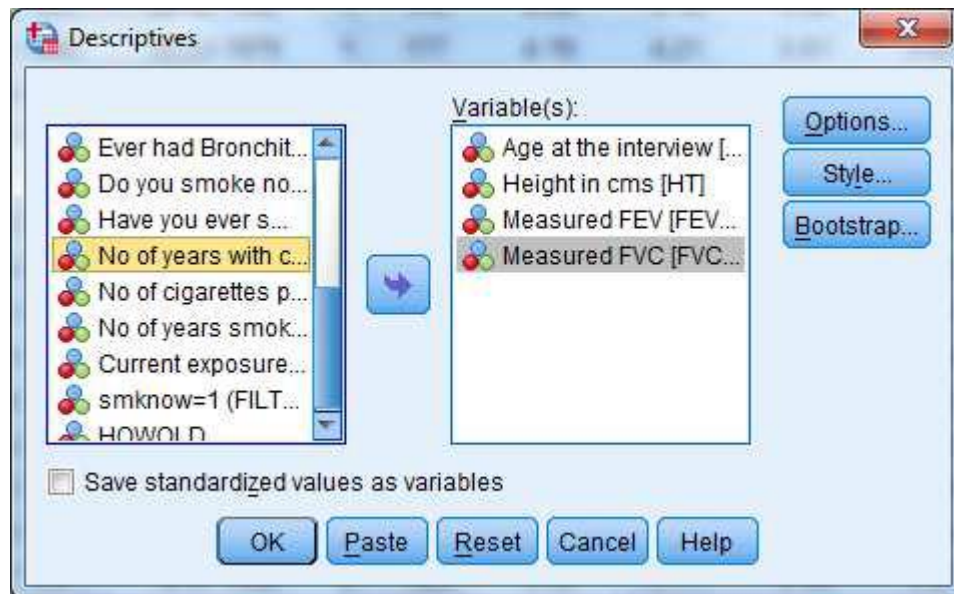 Descriptives
Variable(s):
Ever had Bronchit...
Do you smoke no...
Have you ever s...
No of years with c...
No of cigarettes p...
No of years smok...
Current exposure...
smknow=1 (FILT...
HOWOLD
Age at the interview [...
Height in cms [HT]
Measured FEV [FEV...
Measured FVC [FVC...
Options...
Style...
Bootstrap...
Save standardized values as variables
OK
Paste
Reset
Cancel
Help